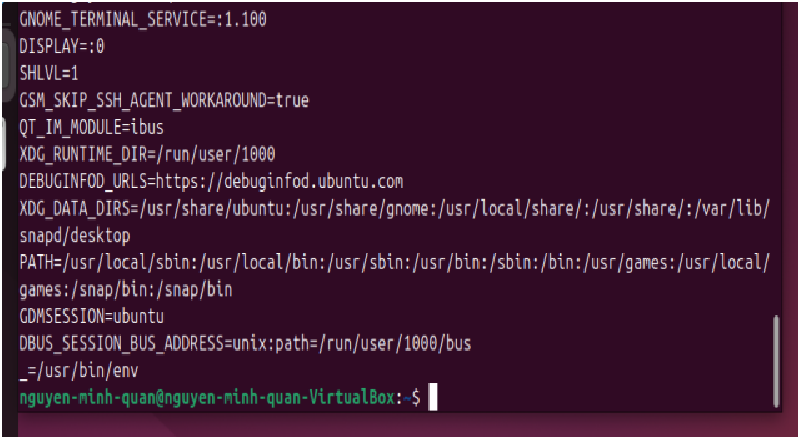 GNOME_TERMINAL_SERVICE=:1.100
DISPLAY=:0
SHLVL=1
GSM_SKIP_SSH_AGENT_WORKAROUND=true
QT_IM_MODULE=ibus
XDG_RUNTIME_DIR=/run/user/1000
DEBUGINFOD_URLS=https://debuginfod.ubuntu.com
XDG_DATA_DIRS=/usr/share/ubuntu:/usr/share/gnome:/usr/local/share/:/usr/share/:/var/lib/
snapd/desktop
PATH=/usr/local/sbin:/usr/local/bin:/usr/sbin:/usr/bin:/sbin:/bin:/usr/games:/usr/local/
games:/snap/bin:/snap/bin
GDMSESSION=ubuntu
DBUS_SESSION_BUS_ADDRESS=unix:path=/run/user/1000/bus
_=/usr/bin/env
nguyen-minh-quan@nguyen-minh-quan-VirtualBox:~$